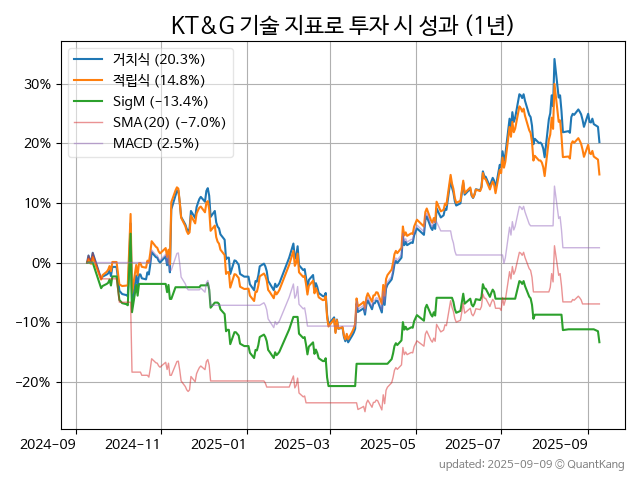 KT&G 기술 지표로 투자 시 성과 (1년)
거치식 (20.3%)
적립식 (14.8%)
SigM (−13.4%)
SMA(20) (−7.0%)
MACD (2.5%)
30%
20%
10%
0%
−10%
−20%
2024-09
2024-11
2025-01
2025-03
2025-05
2025-07
2025-09
updated: 2025-09-09 © QuantKang